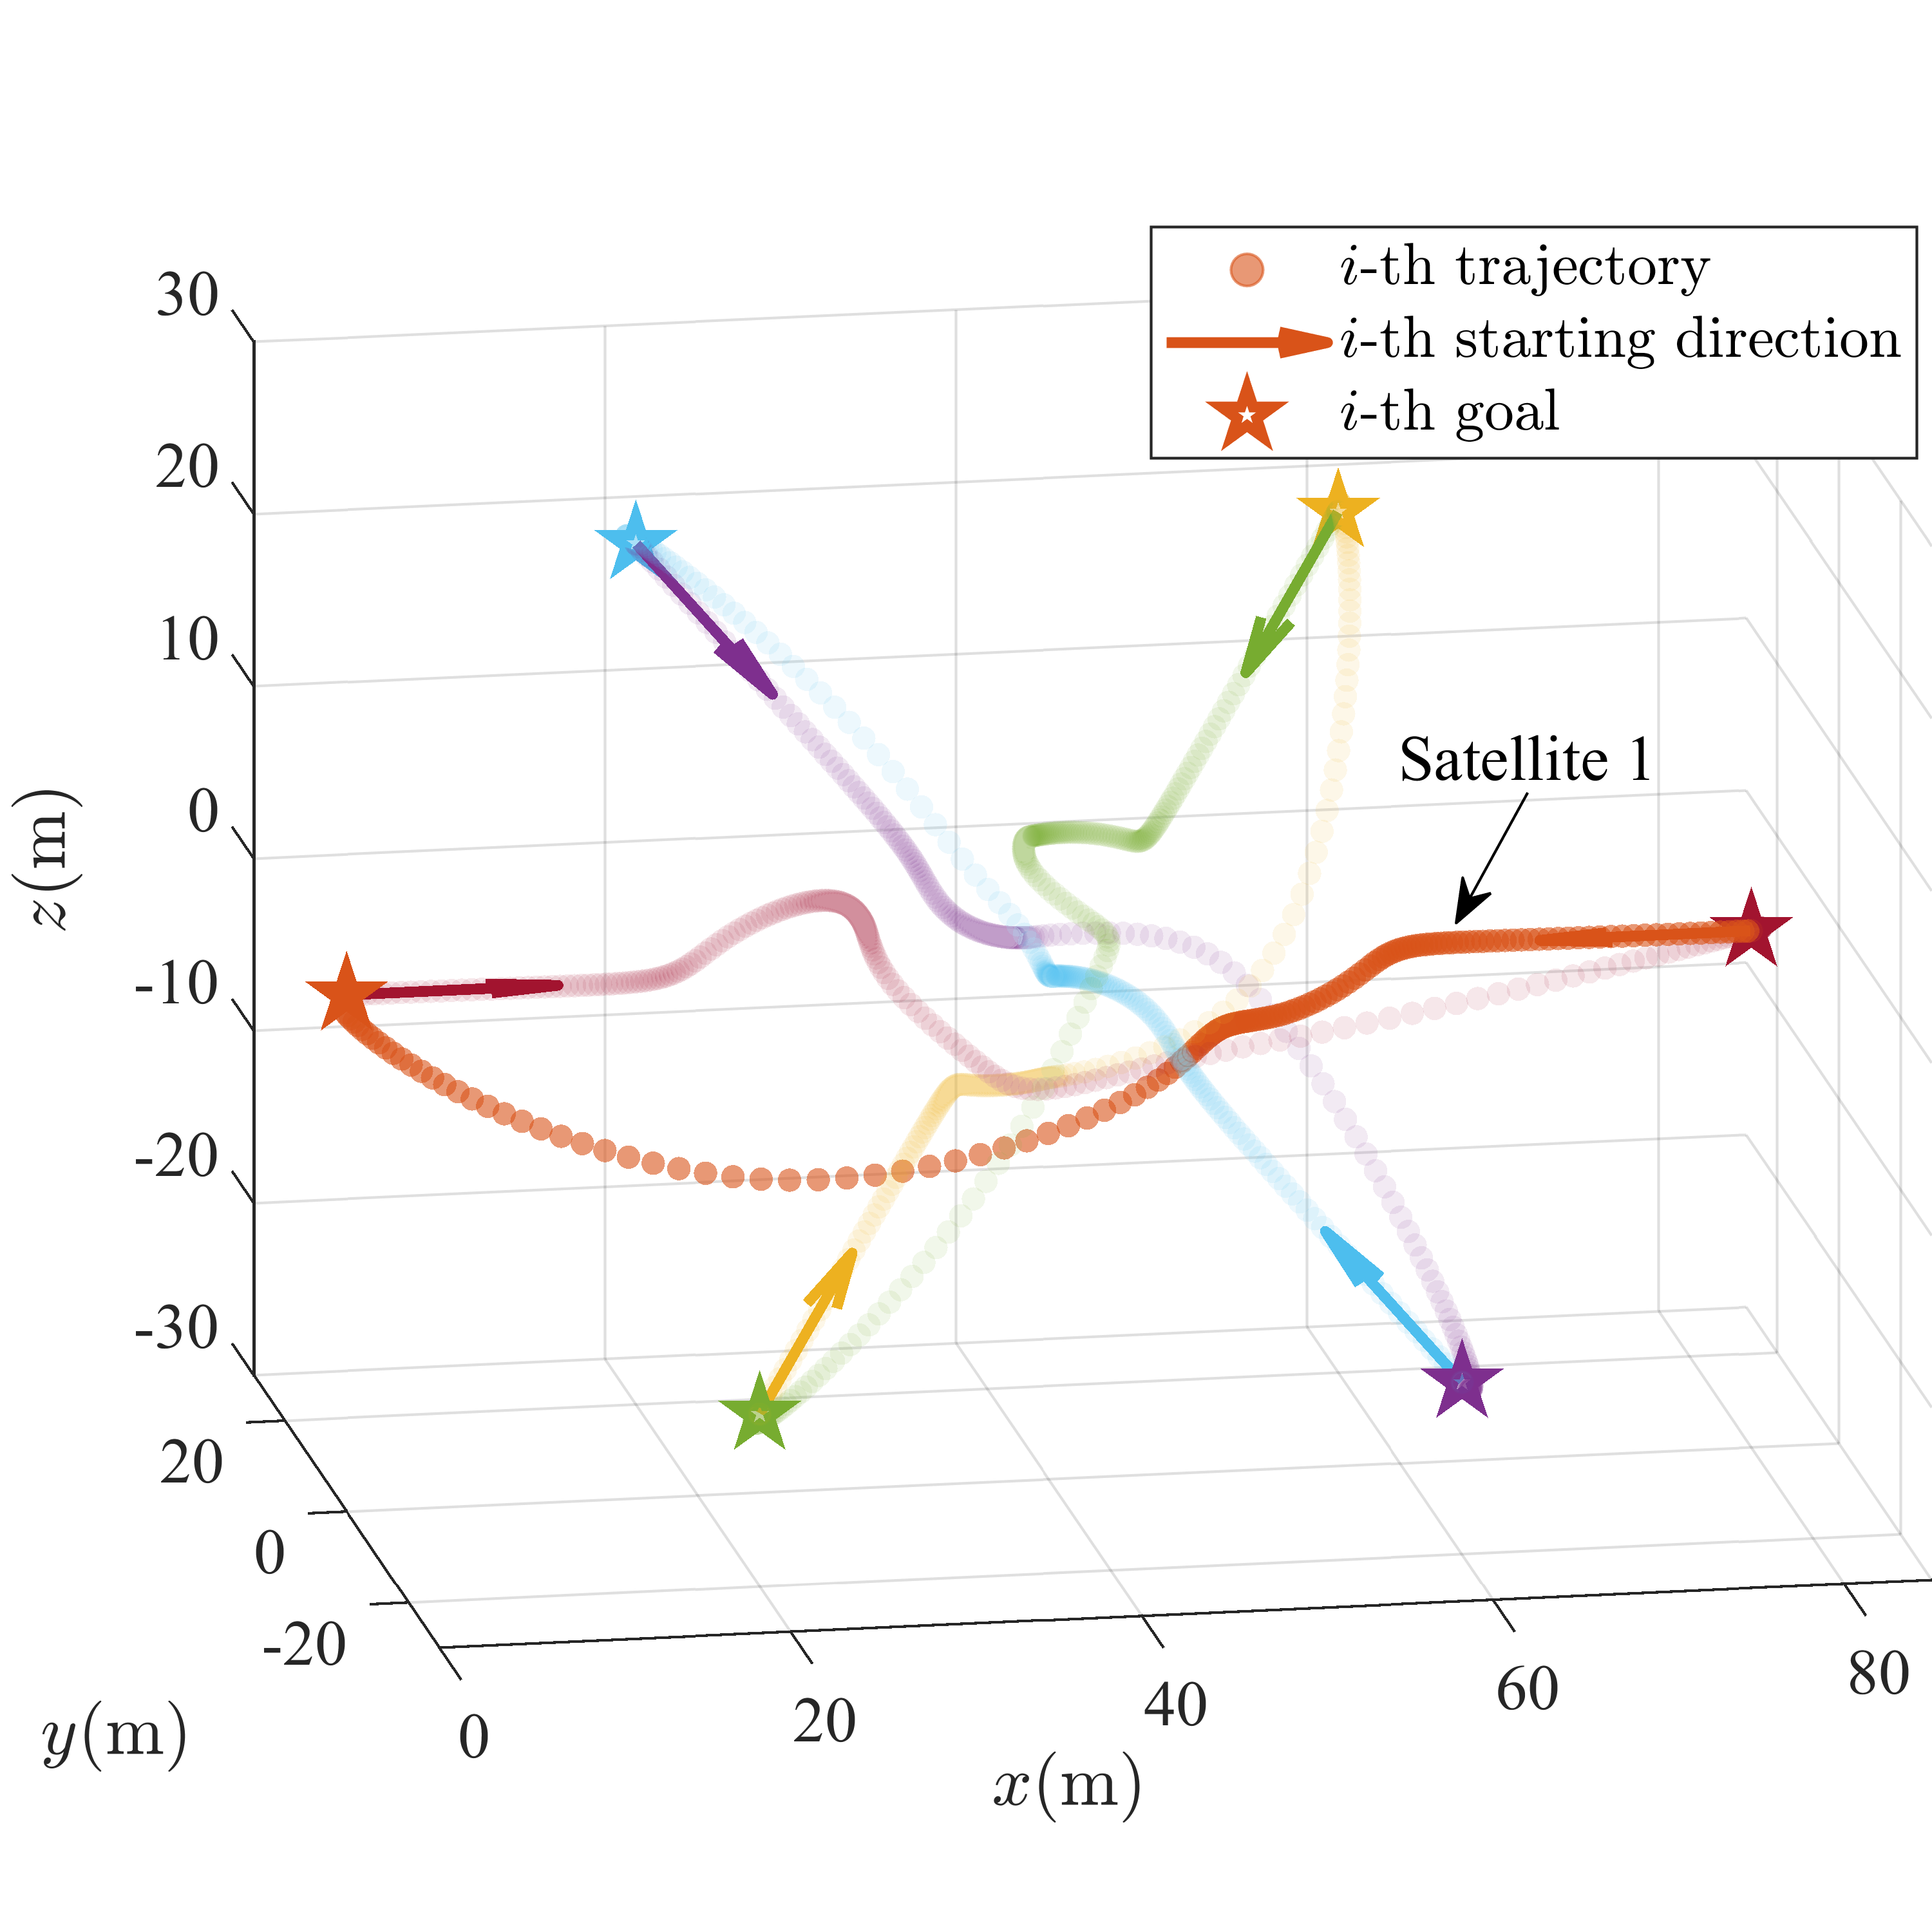 i-th trajectory
i-th starting direction
i-th goal
Satellite 1
30
20
10
0
-10
-20
-30
z(m)
20
0
-20
y(m)
0
20
40
60
80
x(m)